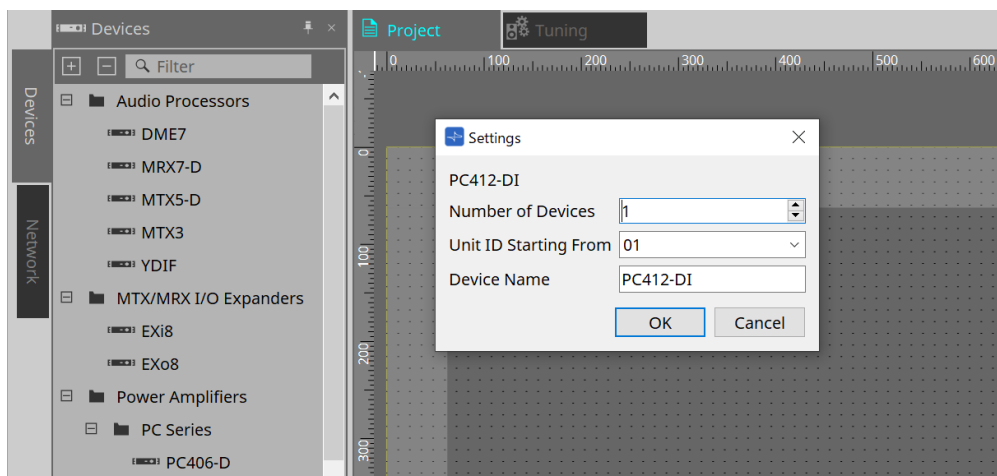 Devices
Filter
Devices
Network
Audio Processors
DME7
MRX7-D
MTX5-D
MTX3
YDIF
MTX/MRX I/O Expanders
EXi8
EXo8
Power Amplifiers
PC Series
PC406-D
Project
Tuning
0 100 200 300 400 500 600
0
100
200
300
Settings
PC412-DI
Number of Devices 1
Unit ID Starting From 01
Device Name PC412-DI
OK Cancel